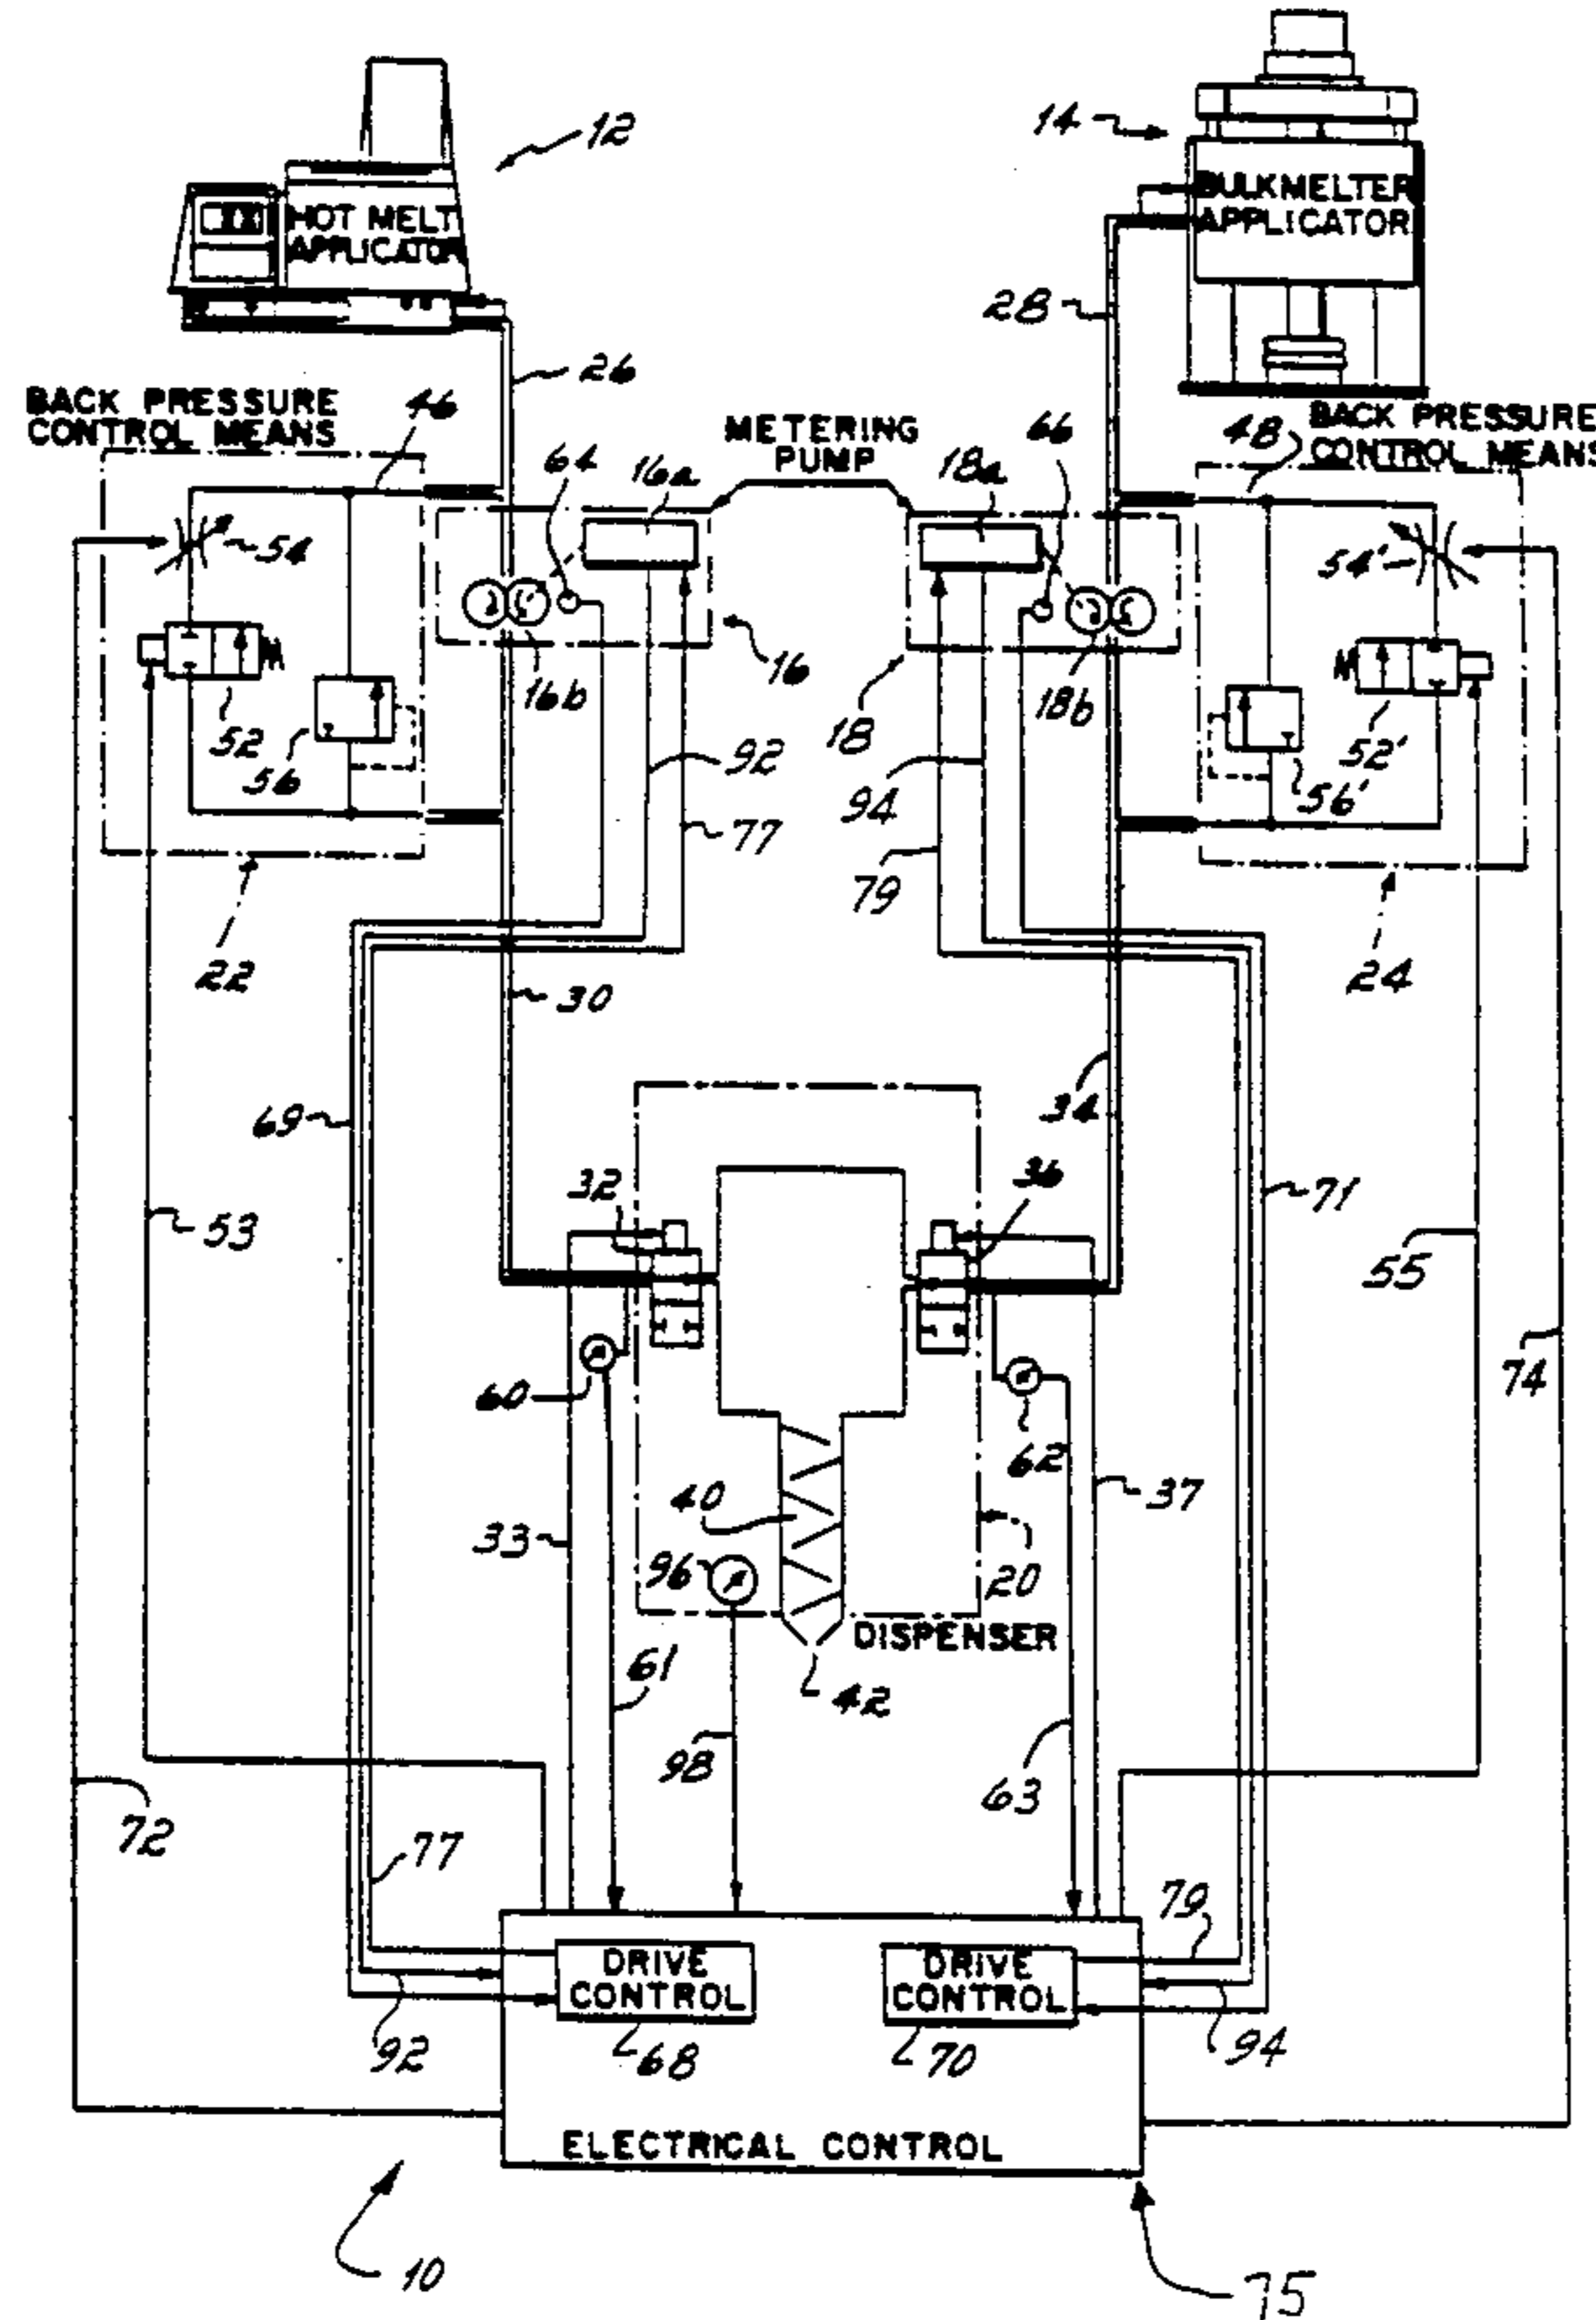 12
14
HOT MELT
APPLICATOR
BULK MELTER
APPLICATOR
28
26
BACK PRESSURE
CONTROL MEANS
46
METERING
PUMP
64
16a
18a
66
48
BACK PRESSURE
CONTROL MEANS
54
54'
16
52
56
16b
92
18
18b
94
52'
56'
77
79
22
30
24
34
69
32
36
71
53
55
60
62
74
40
37
33
96
20
DISPENSER
61
42
98
63
72
77
79
DRIVE
CONTROL
DRIVE
CONTROL
92
68
70
94
ELECTRICAL CONTROL
10
75